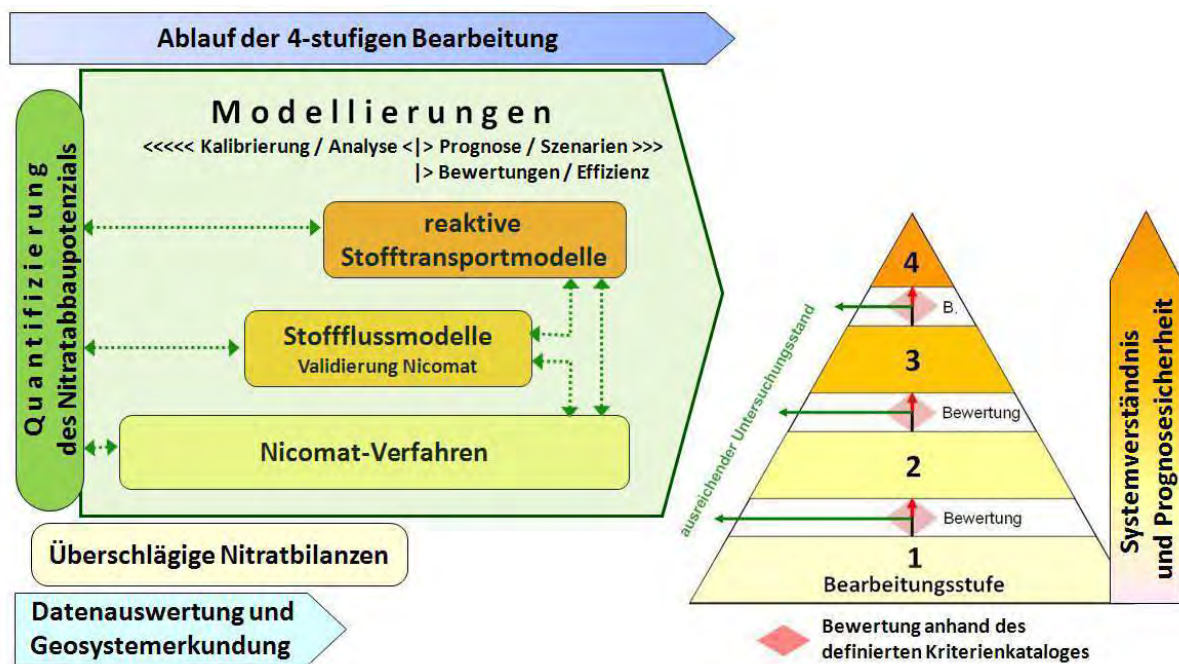 Ablauf der 4-stufigen Bearbeitung
Quantifizierung
des Nitratabbaupotenzials
Modellierungen
<<<<< Kalibrierung / Analyse <|> Prognose / Szenarien >>>
|> Bewertungen / Effizienz
reaktive
Stofftransportmodelle
Stoffflussmodelle
Validierung Nicomat
Nicomat-Verfahren
Überschlägige Nitratbilanzen
Datenauswertung und
Geosystemerkundung
ausreichender Untersuchungsstand
4
B.
3
Bewertung
2
Bewertung
1
Bearbeitungsstufe
Systemverständnis
und Prognosesicherheit
Bewertung anhand des
definierten Kriterienkataloges